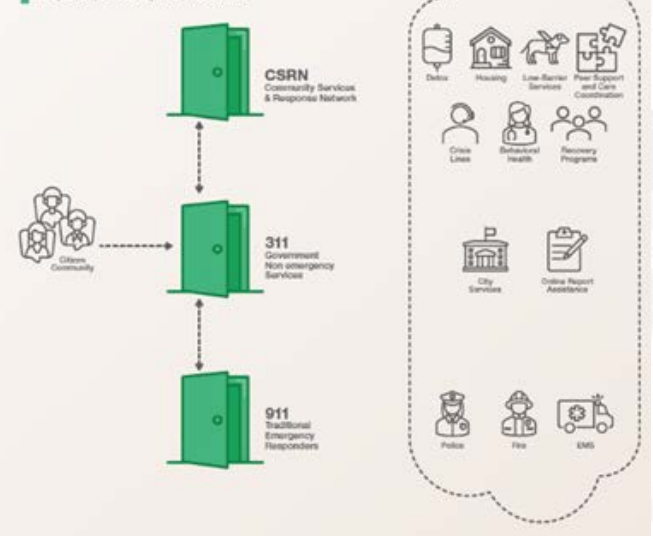 CSRN
Community Services
& Response Network
Detox
Housing
Low-Barrier
Services
Peer Support
and Care
Coordination
Crisis
Lines
Behavioral
Health
Recovery
Programs
Citizen
Community
311
Government
Non emergency
Services
City
Services
Online Report
Assistance
911
Traditional
Emergency
Responders
Police
Fire
EMS